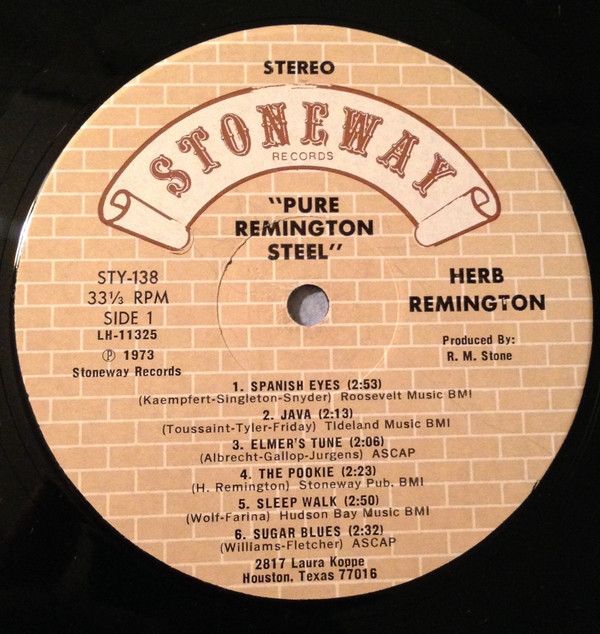 STEREO
STONEWAY
RECORDS
"PURE
REMINGTON
STEEL"
STY-138
33⅓ RPM
SIDE 1
LH-11325
Ⓟ 1973
Stoneway Records
HERB
REMINGTON
Produced By:
R. M. Stone
1. SPANISH EYES (2:53)
(Kaempfert-Singleton-Snyder) Roosevelt Music BMI
2. JAVA (2:13)
(Toussaint-Tyler-Friday) Tideland Music BMI
3. ELMER'S TUNE (2:06)
(Albrecht-Gallop-Jurgens) ASCAP
4. THE POOKIE (2:23)
(H. Remington) Stoneway Pub. BMI
5. SLEEP WALK (2:50)
(Wolf-Farina) Hudson Bay Music BMI
6. SUGAR BLUES (2:32)
(Williams-Fletcher) ASCAP
2817 Laura Koppe
Houston, Texas 77016